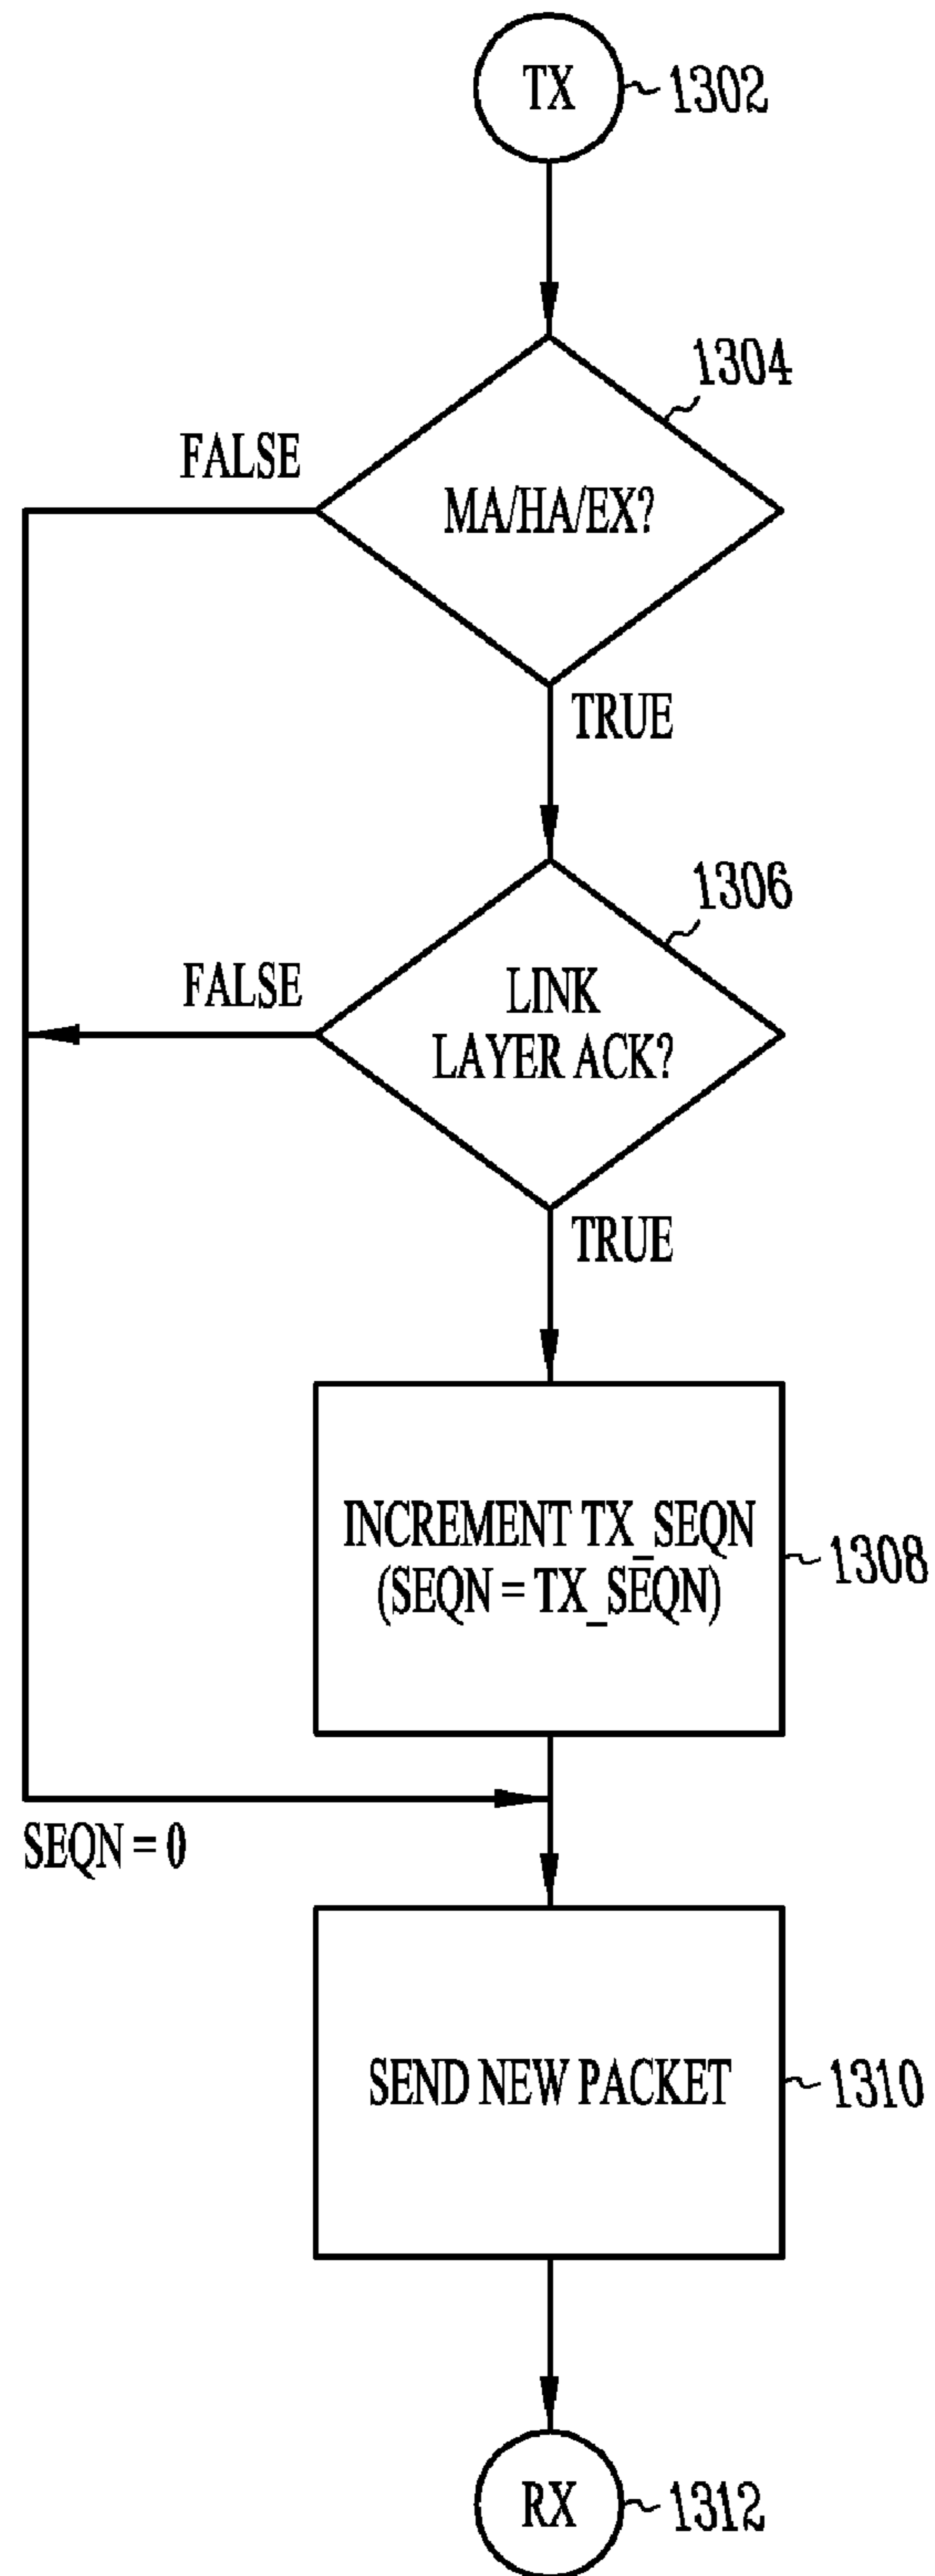 TX
1302
1304
FALSE
MA/HA/EX?
TRUE
1306
FALSE
LINK
LAYER ACK?
TRUE
INCREMENT TX_SEQN
(SEQN = TX_SEQN)
1308
SEQN = 0
SEND NEW PACKET
1310
RX
1312